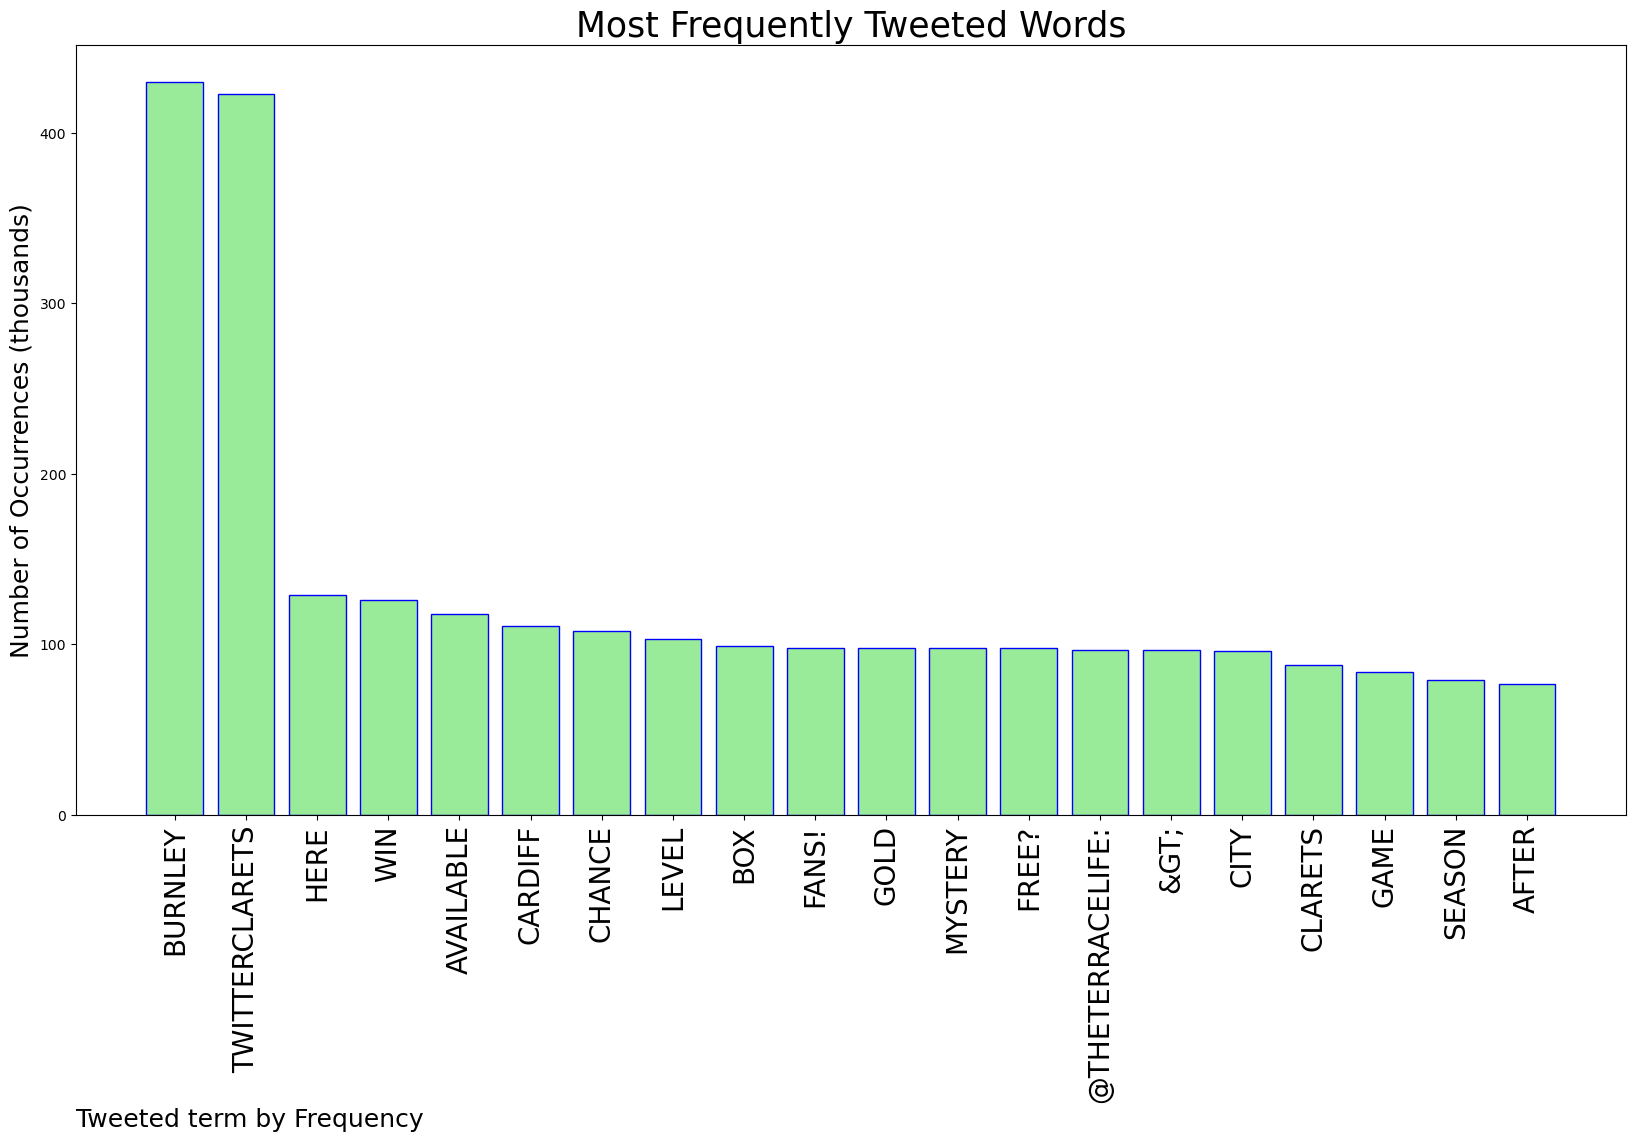 Most Frequently Tweeted Words
Number of Occurrences (thousands)
400
300
200
100
0
BURNLEY
TWITTERCLARETS
HERE
WIN
AVAILABLE
CARDIFF
CHANCE
LEVEL
BOX
FANS!
GOLD
MYSTERY
FREE?
@THETERRACELIFE:
&GT;
CITY
CLARETS
GAME
SEASON
AFTER
Tweeted term by Frequency